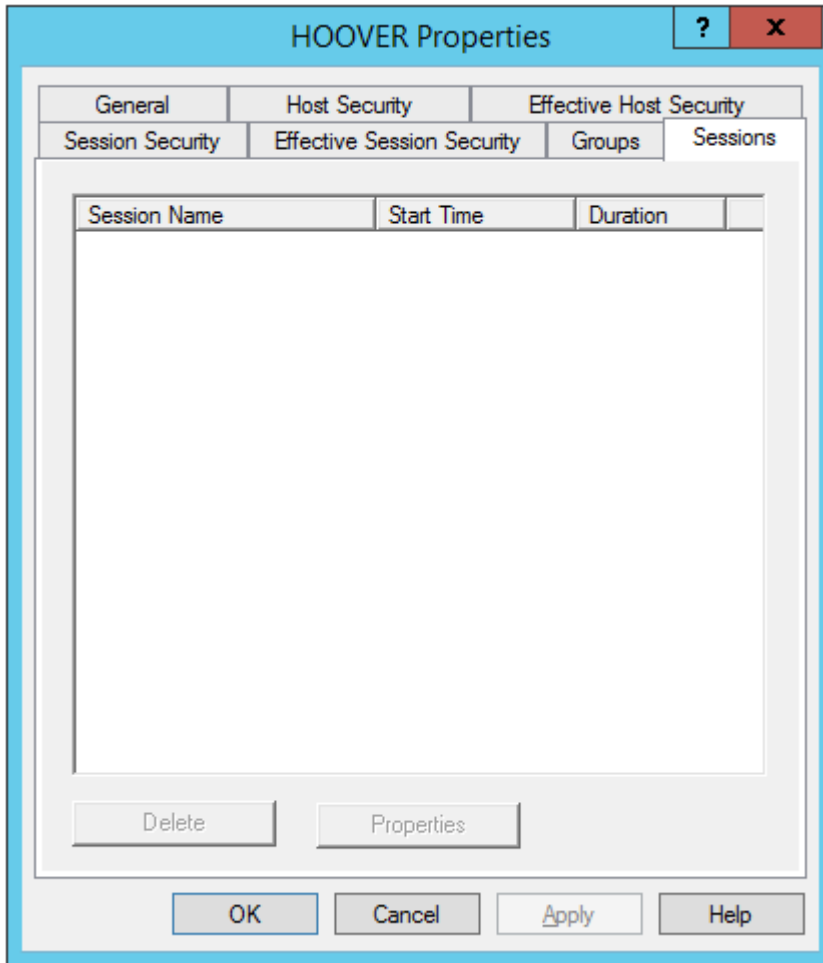 HOOVER Properties ? x
General Host Security Effective Host Security
Session Security Effective Session Security Groups Sessions
Session Name Start Time Duration
Delete Properties
OK Cancel Apply Help